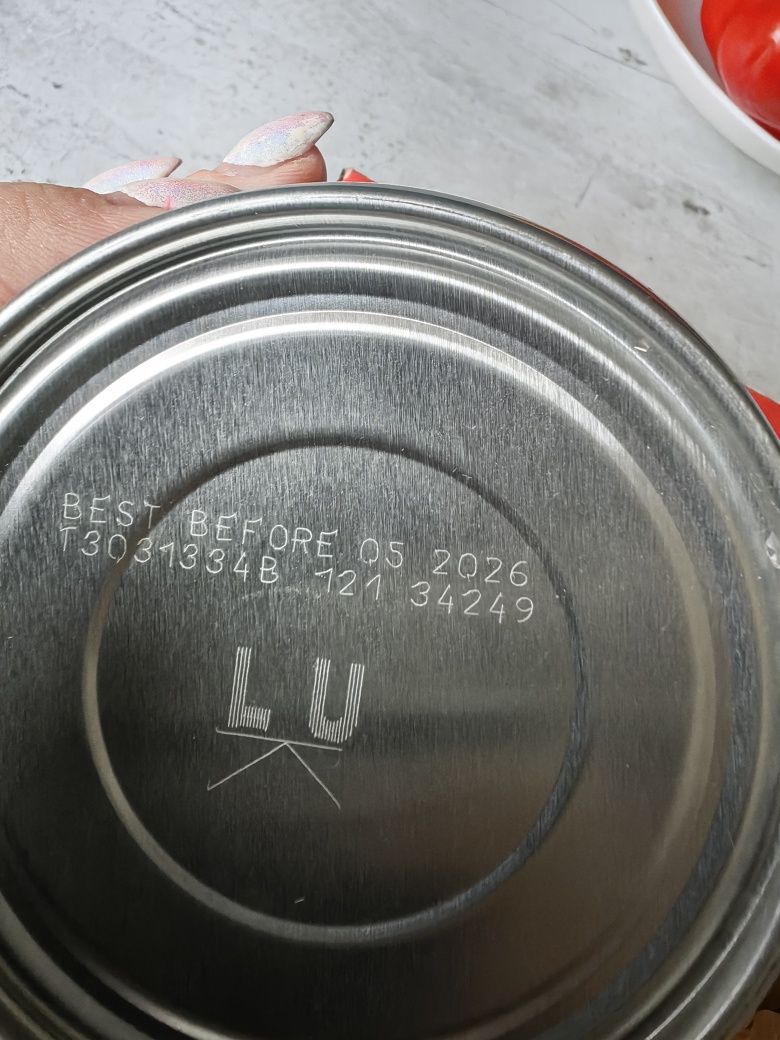 BEST BEFORE 05 2026
T3031334B 121 34249
LU
K